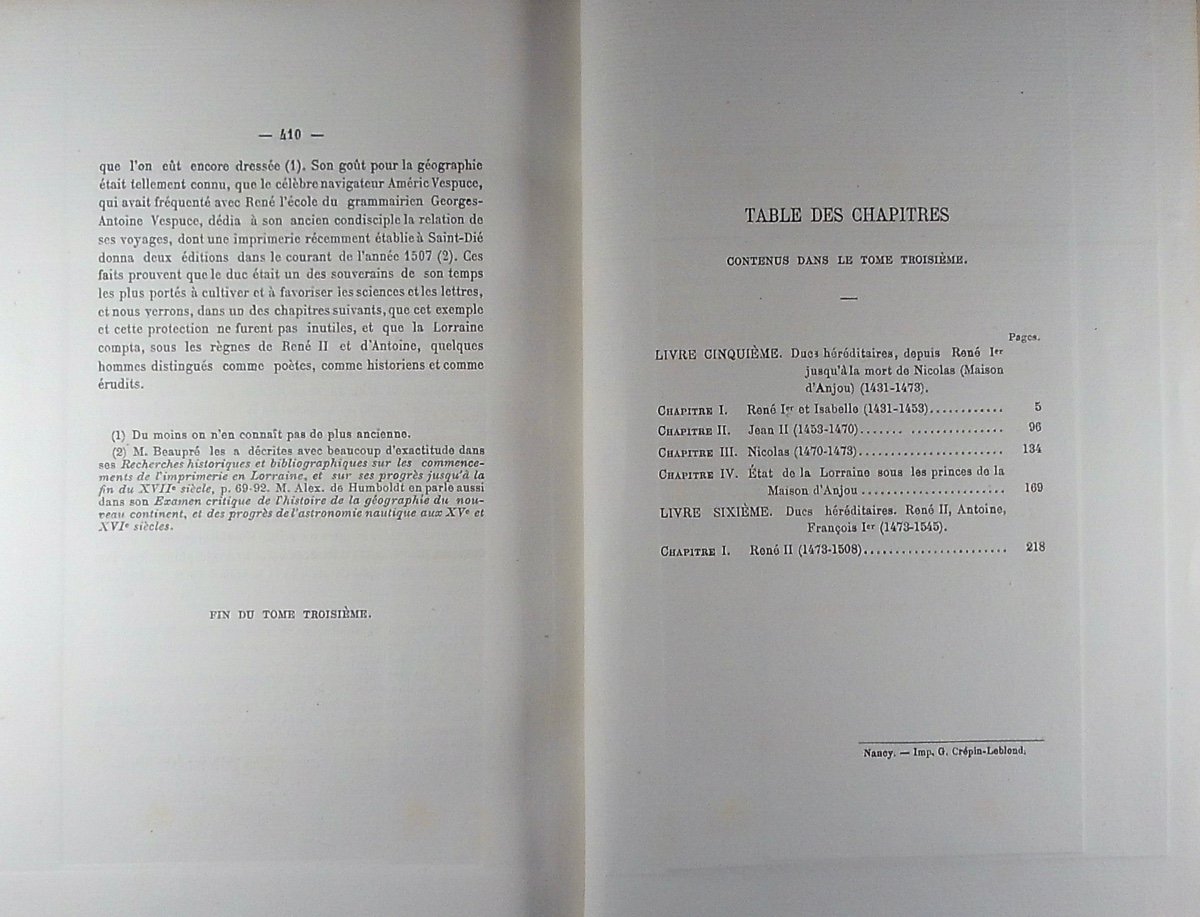 — 410 —
que l'on eût encore dressée (1). Son goût pour la géographie
était tellement connu, que le célèbre navigateur Améric Vespuce,
qui avait fréquenté avec René l'école du grammairien Georges-
Antoine Vespuce, dédia à son ancien condisciple la relation de
ses voyages, dont une imprimerie récemment établie à Saint-Dié
donna deux éditions dans le courant de l'année 1507 (2). Ces
faits prouvent que le duc était un des souverains de son temps
les plus portés à cultiver et à favoriser les sciences et les lettres,
et nous verrons, dans un des chapitres suivants, que cet exemple
et cette protection ne furent pas inutiles, et que la Lorraine
compta, sous les règnes de René II et d'Antoine, quelques
hommes distingués comme poètes, comme historiens et comme
érudits.
(1) Du moins on n'en connaît pas de plus ancienne.
(2) M. Beaupré les a décrites avec beaucoup d'exactitude dans
ses Recherches historiques et bibliographiques sur les commence-
ments de l'imprimerie en Lorraine, et sur ses progrès jusqu'à la
fin du XVIIe siècle, p. 69-92. M. Alex. de Humboldt en parle aussi
dans son Examen critique de l'histoire de la géographie du nou-
veau continent, et des progrès de l'astronomie nautique aux XVe et
XVIe siècles.
FIN DU TOME TROISIÈME.
TABLE DES CHAPITRES
CONTENUS DANS LE TOME TROISIÈME.
—
Pages.
LIVRE CINQUIÈME. Ducs héréditaires, depuis René Ier
jusqu'à la mort de Nicolas (Maison
d'Anjou) (1431-1473).
CHAPITRE I. René Ier et Isabelle (1431-1453)............ 5
CHAPITRE II. Jean II (1453-1470)....................... 96
CHAPITRE III. Nicolas (1470-1473)....................... 134
CHAPITRE IV. État de la Lorraine sous les princes de la
Maison d'Anjou ....................... 169
LIVRE SIXIÈME. Ducs héréditaires. René II, Antoine,
François Ier (1473-1545).
CHAPITRE I. René II (1473-1508)....................... 218
Nancy. — Imp. G. Crépin-Leblond.